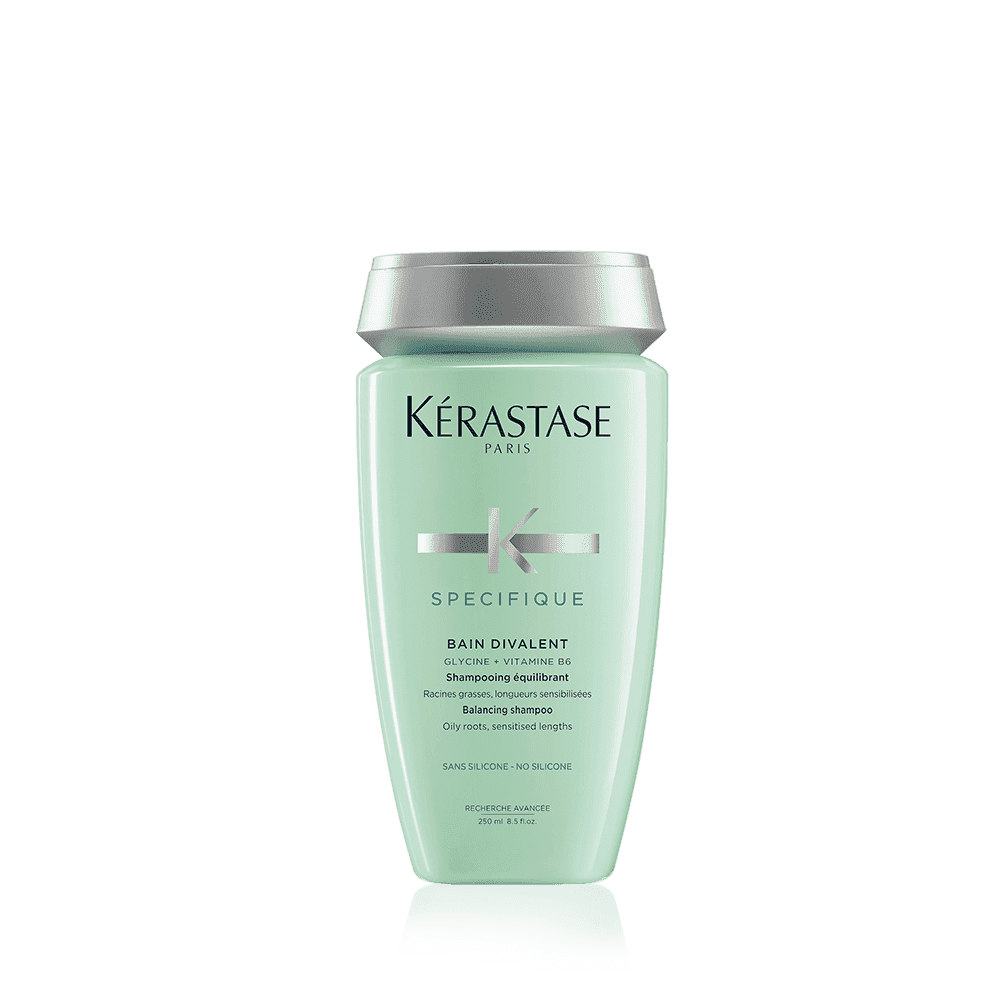 KÉRASTASE
PARIS
K
SPECIFIQUE
BAIN DIVALENT
GLYCINE + VITAMINE B6
Shampooing équilibrant
Racines grasses, longueurs sensibilisées
Balancing shampoo
Oily roots, sensitised lengths
SANS SILICONE - NO SILICONE
RECHERCHE AVANCÉE
250 ml 8.5 fl.oz.